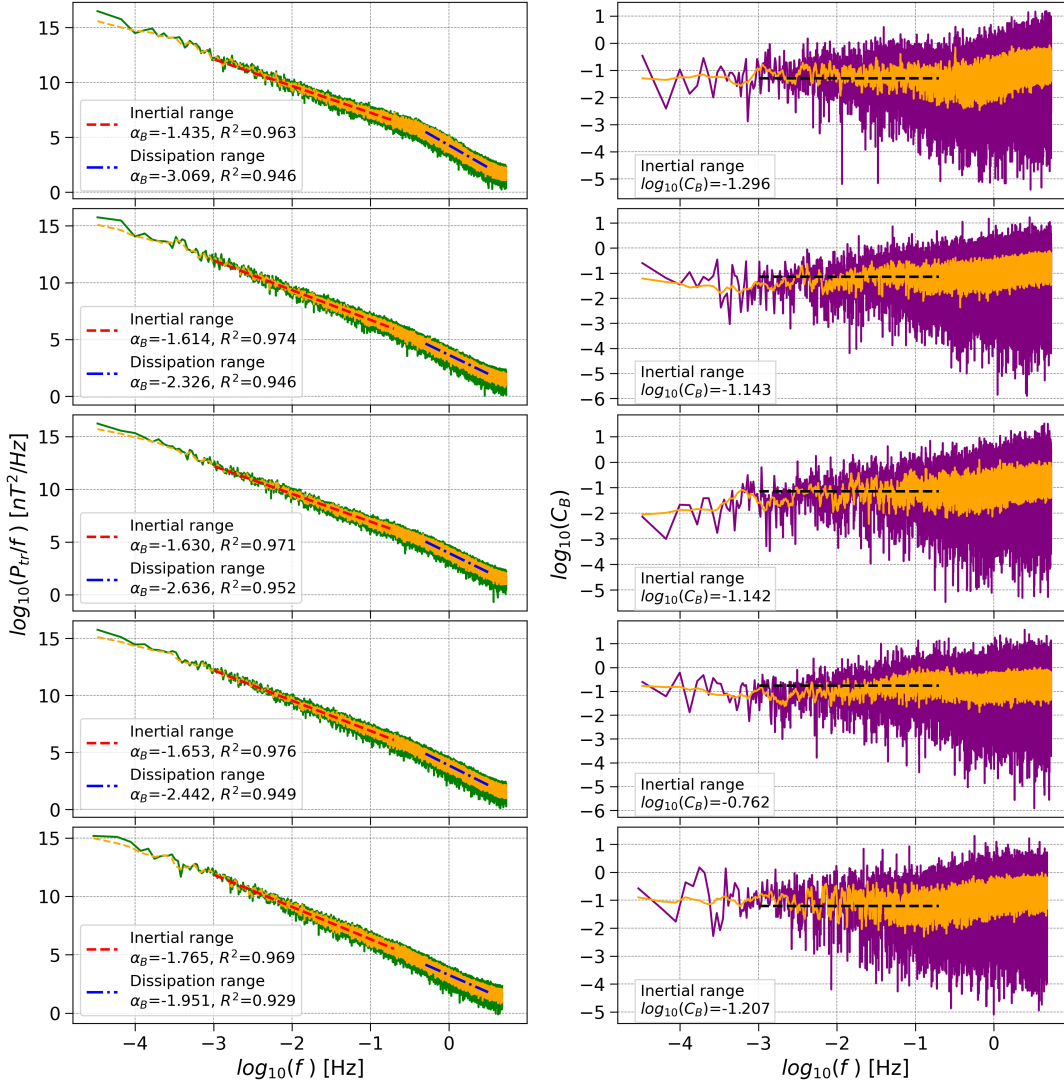 15
10
5
0
Inertial range
α_B=-1.435, R²=0.963
Dissipation range
α_B=-3.069, R²=0.946
1
0
−1
−2
−3
−4
−5
Inertial range
log₁₀(C_B)=-1.296
15
10
5
0
Inertial range
α_B=-1.614, R²=0.974
Dissipation range
α_B=-2.326, R²=0.946
1
0
−1
−2
−3
−4
−5
−6
Inertial range
log₁₀(C_B)=-1.143
log₁₀(P_tr/f ) [nT²/Hz]
15
10
5
0
Inertial range
α_B=-1.630, R²=0.971
Dissipation range
α_B=-2.636, R²=0.952
log₁₀(C_B)
1
0
−1
−2
−3
−4
−5
Inertial range
log₁₀(C_B)=-1.142
15
10
5
0
Inertial range
α_B=-1.653, R²=0.976
Dissipation range
α_B=-2.442, R²=0.949
1
0
−1
−2
−3
−4
−5
−6
Inertial range
log₁₀(C_B)=-0.762
15
10
5
0
Inertial range
α_B=-1.765, R²=0.969
Dissipation range
α_B=-1.951, R²=0.929
−4 −3 −2 −1 0
log₁₀(f ) [Hz]
1
0
−1
−2
−3
−4
−5
Inertial range
log₁₀(C_B)=-1.207
−4 −3 −2 −1 0
log₁₀(f ) [Hz]